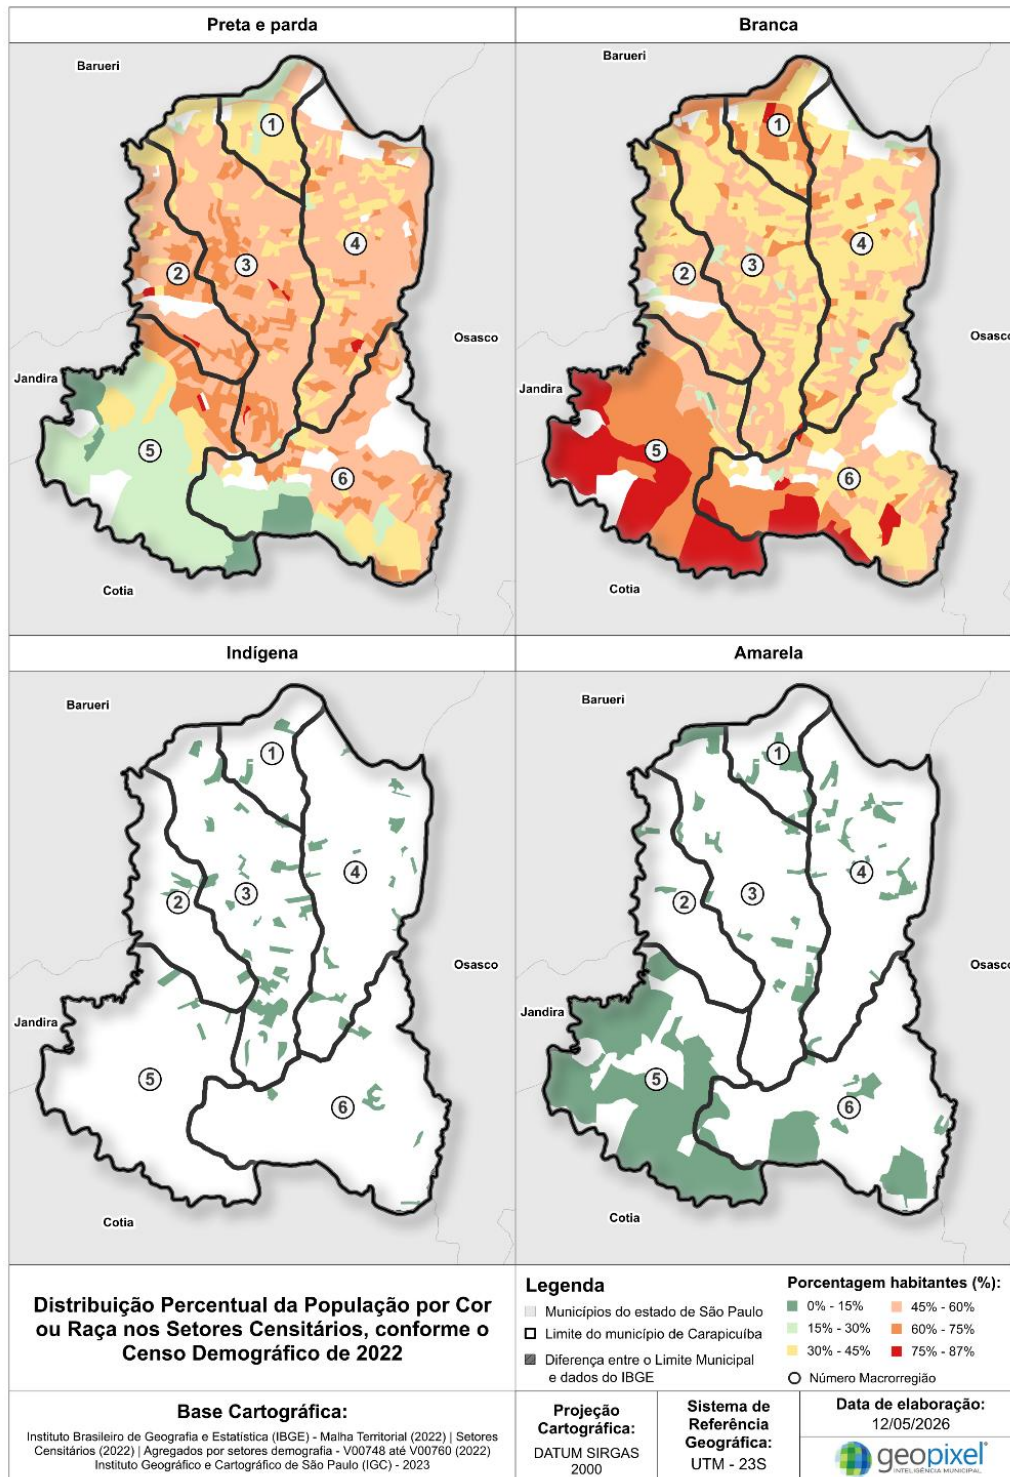 Preta e parda
Branca
Barueri
Barueri
1
1
4
4
2
3
2
3
Osasco
Osasco
Jandira
Jandira
5
5
6
6
Cotia
Cotia
Indígena
Amarela
Barueri
Barueri
1
1
4
4
2
3
2
3
Osasco
Osasco
Jandira
Jandira
5
5
6
6
Cotia
Cotia
Distribuição Percentual da População por Cor
ou Raça nos Setores Censitários, conforme o
Censo Demográfico de 2022
Legenda
Municípios do estado de São Paulo
Limite do município de Carapicuíba
Diferença entre o Limite Municipal
e dados do IBGE
Porcentagem habitantes (%):
0% - 15%
45% - 60%
15% - 30%
60% - 75%
30% - 45%
75% - 87%
Número Macrorregião
Base Cartográfica:
Instituto Brasileiro de Geografia e Estatística (IBGE) - Malha Territorial (2022) | Setores
Censitários (2022) | Agregados por setores demografia - V00748 até V00760 (2022)
Instituto Geográfico e Cartográfico de São Paulo (IGC) - 2023
Projeção
Cartográfica:
DATUM SIRGAS
2000
Sistema de
Referência
Geográfica:
UTM - 23S
Data de elaboração:
12/05/2026
geopixel
INTELIGÊNCIA MUNICIPAL